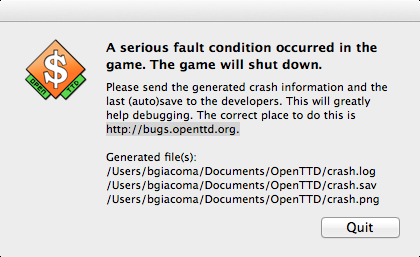 A serious fault condition occurred in the
game. The game will shut down.
Please send the generated crash information and the
last (auto)save to the developers. This will greatly
help debugging. The correct place to do this is
http://bugs.openttd.org.
Generated file(s):
/Users/bgiacoma/Documents/OpenTTD/crash.log
/Users/bgiacoma/Documents/OpenTTD/crash.sav
/Users/bgiacoma/Documents/OpenTTD/crash.png
$
OPEN
TTD
Quit